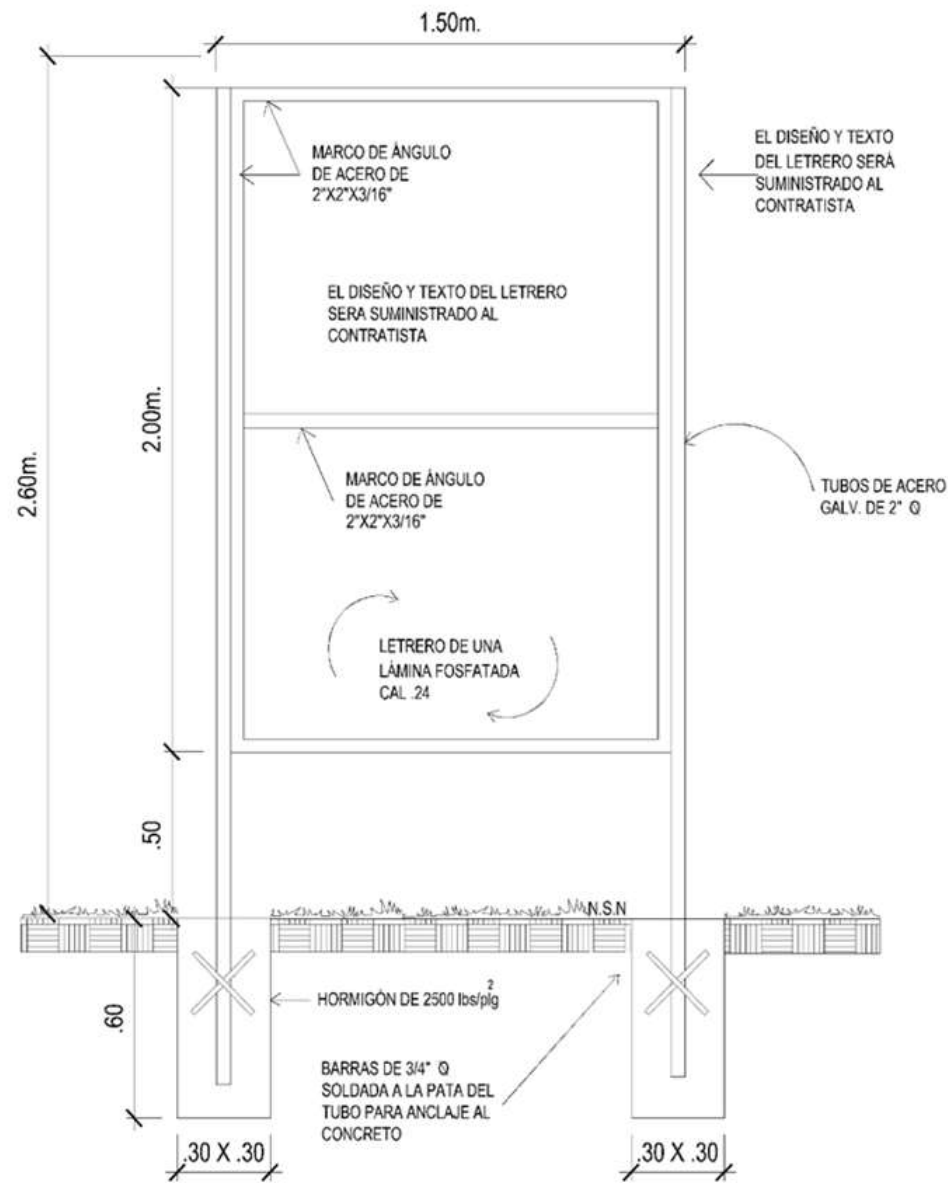 1.50m.
MARCO DE ÁNGULO
DE ACERO DE
2"X2"X3/16"
EL DISEÑO Y TEXTO
DEL LETRERO SERÁ
SUMINISTRADO AL
CONTRATISTA
EL DISEÑO Y TEXTO DEL LETRERO
SERA SUMINISTRADO AL
CONTRATISTA
2.00m.
2.60m.
MARCO DE ÁNGULO
DE ACERO DE
2"X2"X3/16"
TUBOS DE ACERO
GALV. DE 2" Q
LETRERO DE UNA
LÁMINA FOSFATADA
CAL .24
.50
N.S.N
.60
HORMIGÓN DE 2500 lbs/plg²
BARRAS DE 3/4" Q
SOLDADA A LA PATA DEL
TUBO PARA ANCLAJE AL
CONCRETO
.30 X .30
.30 X .30